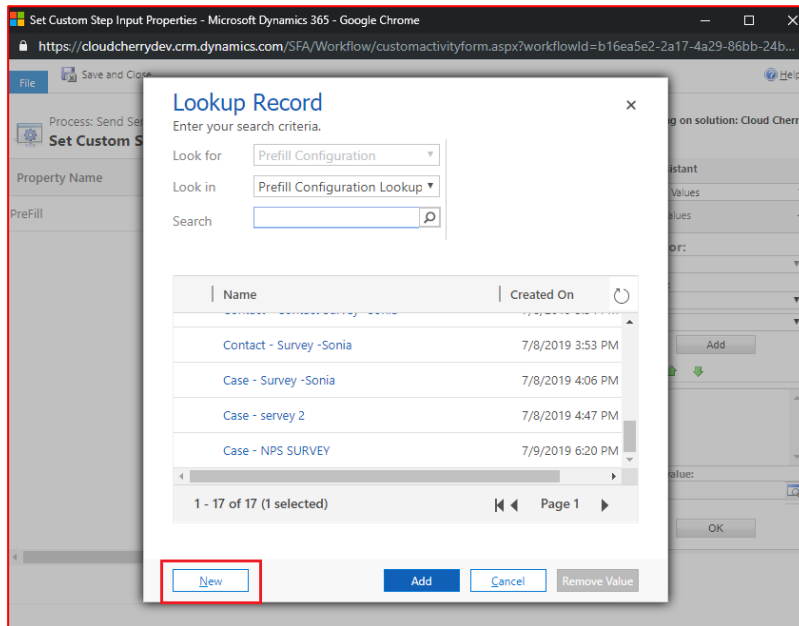 Set Custom Step Input Properties - Microsoft Dynamics 365 - Google Chrome
https://cloudcherrydev.crm.dynamics.com/SFA/Workflow/customactivityform.aspx?workflowId=b16ea5e2-2a17-4a29-86bb-24b...
File
Save and Close
Help
Process: Send Ser
Set Custom S
g on solution: Cloud Cherr
Property Name
PreFill
istant
Values
alues
or:
Add
alue:
OK
Lookup Record
Enter your search criteria.
Look for
Prefill Configuration
Look in
Prefill Configuration Lookup
Search
Name
Created On
Contact - Survey -Sonia
7/8/2019 3:53 PM
Case - Survey -Sonia
7/8/2019 4:06 PM
Case - servey 2
7/8/2019 4:47 PM
Case - NPS SURVEY
7/9/2019 6:20 PM
1 - 17 of 17 (1 selected)
Page 1
New
Add
Cancel
Remove Value